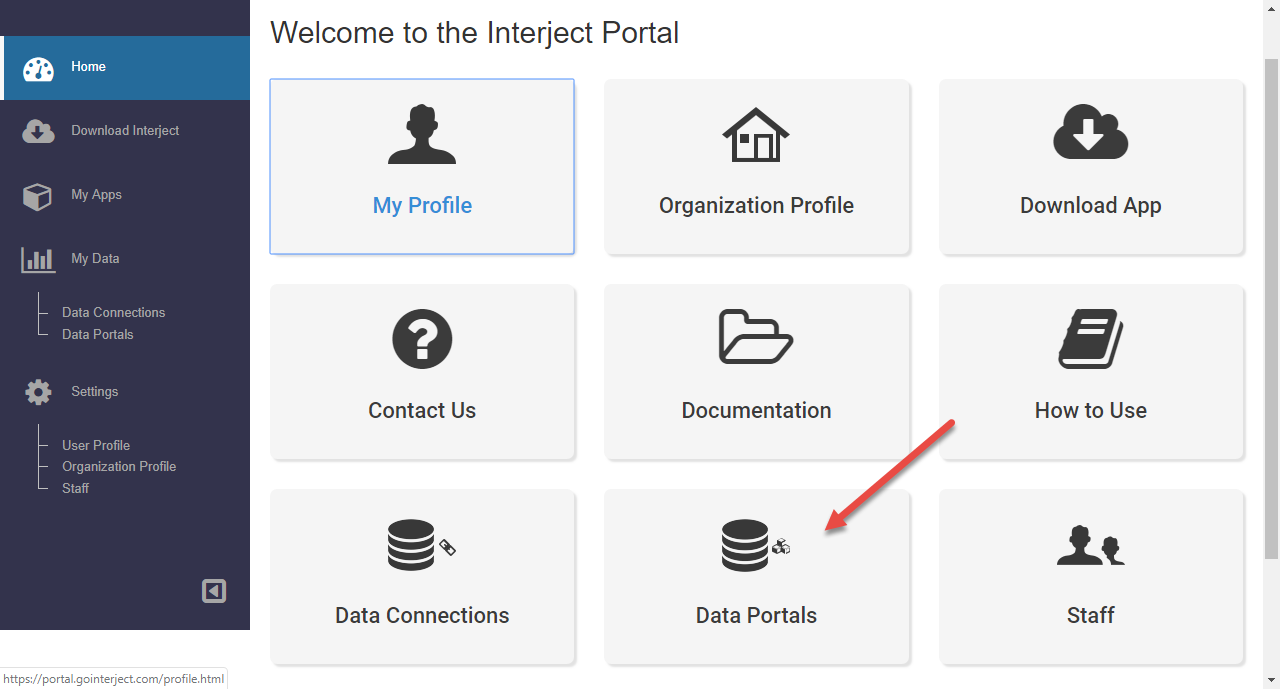 Welcome to the Interject Portal
Home
Download Interject
My Apps
My Data
Data Connections
Data Portals
Settings
User Profile
Organization Profile
Staff
My Profile
Organization Profile
Download App
Contact Us
Documentation
How to Use
Data Connections
Data Portals
Staff
https://portal.gointerject.com/profile.html